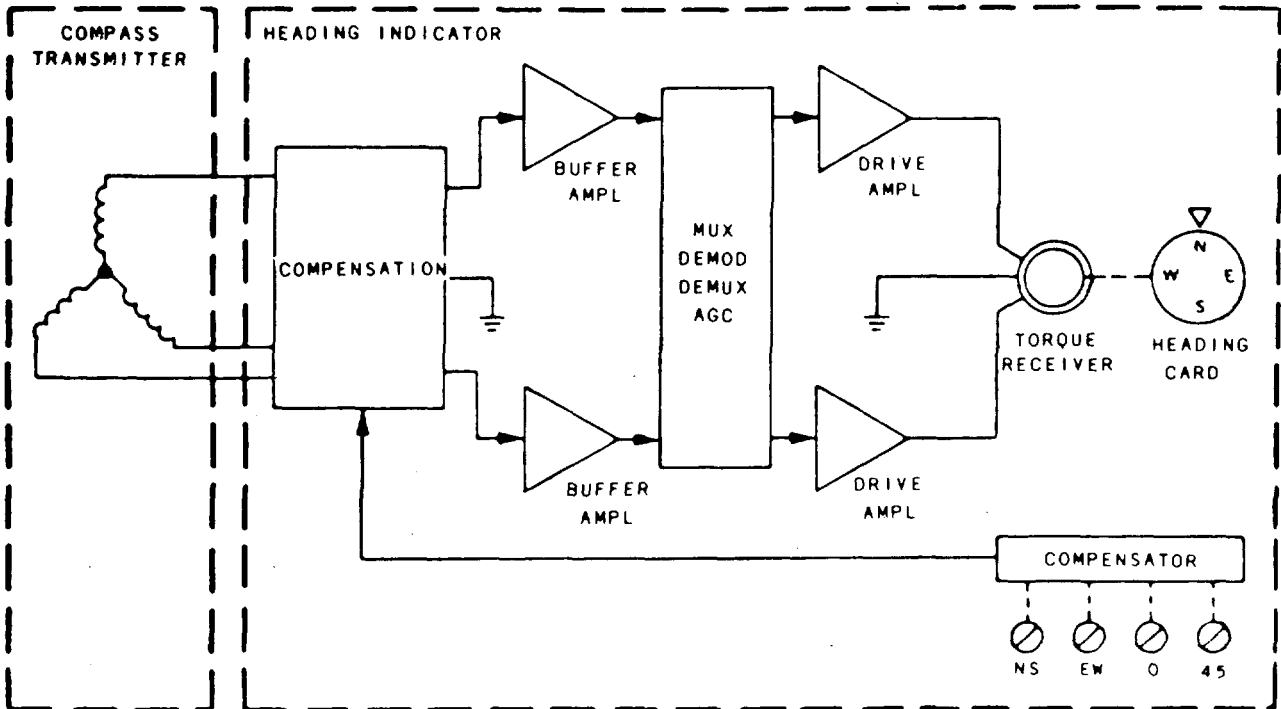 COMPASS
TRANSMITTER
HEADING INDICATOR
BUFFER
AMPL
DRIVE
AMPL
COMPENSATION
MUX
DEMOD
DEMUX
AGC
N
W E
S
TORQUE
RECEIVER
HEADING
CARD
BUFFER
AMPL
DRIVE
AMPL
COMPENSATOR
NS EW O 45